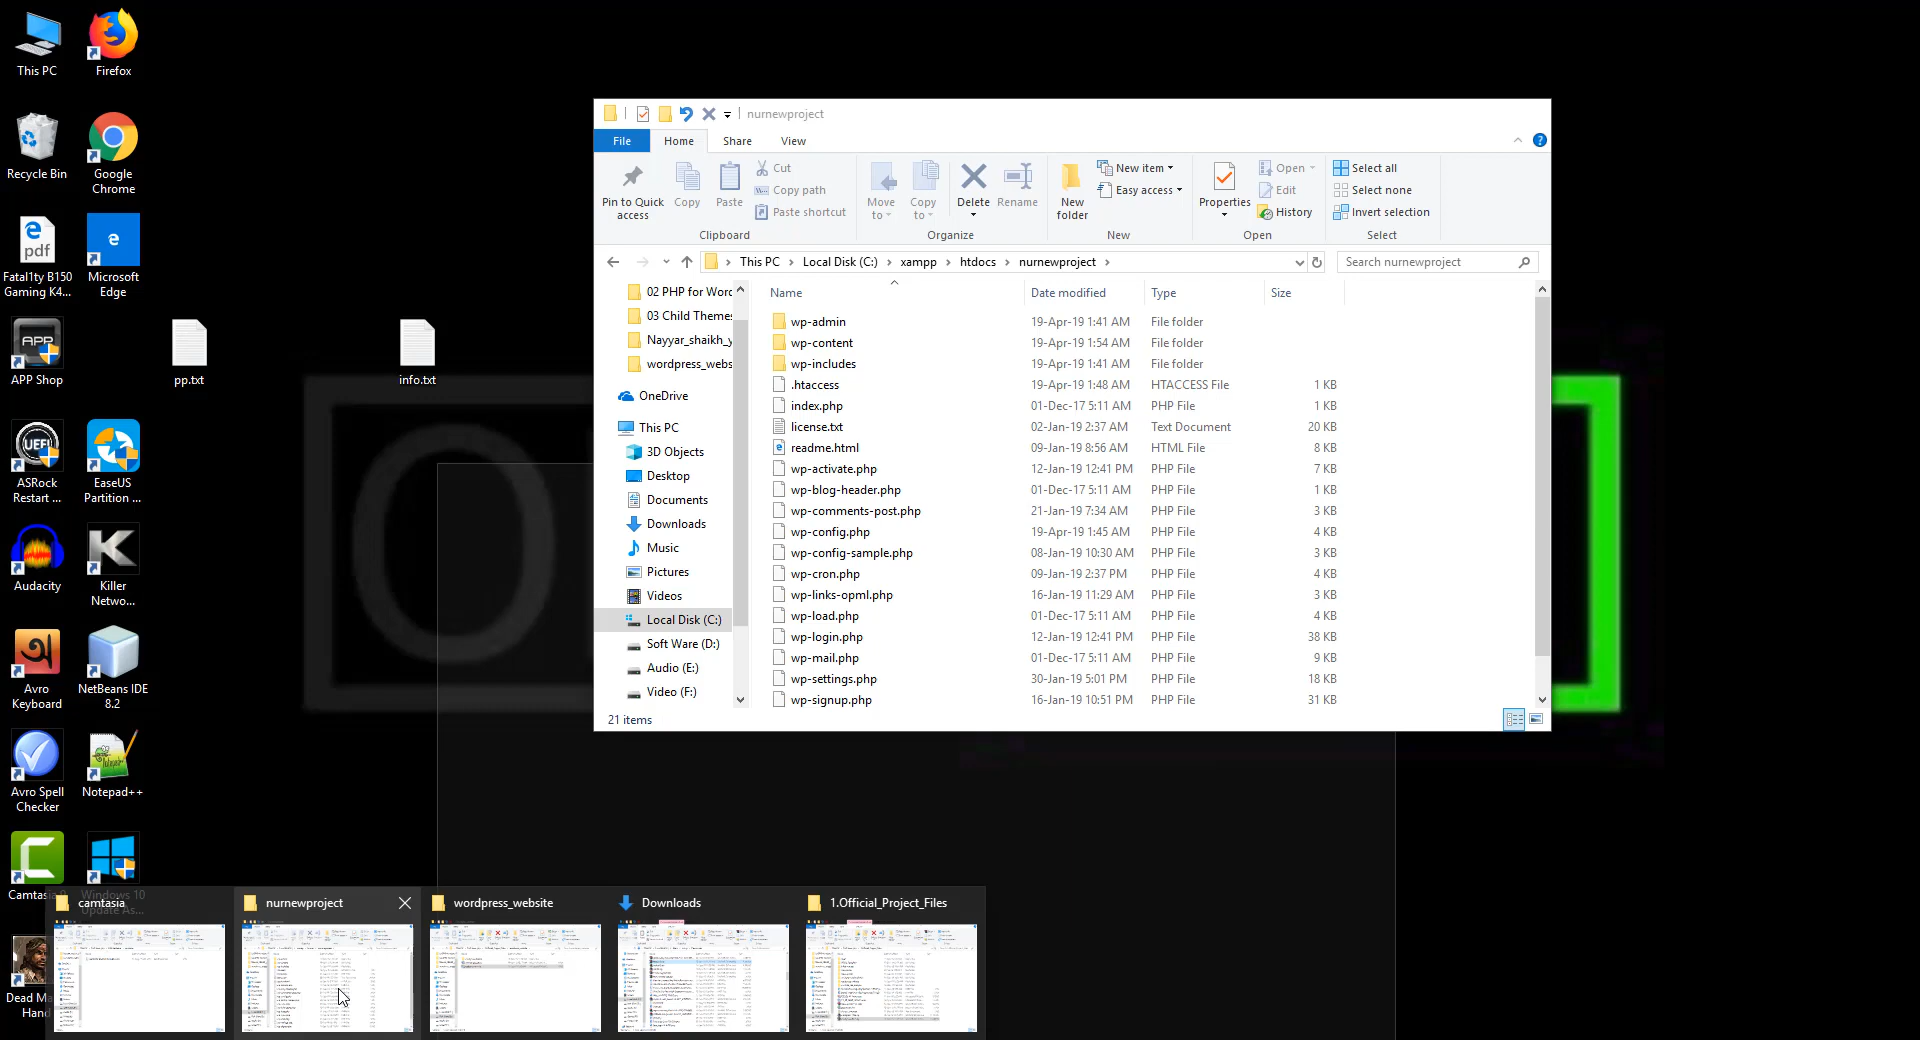 This PC
Firefox
Recycle Bin
Google
Chrome
Fatal1ty B150
Gaming K4...
Microsoft
Edge
APP Shop
pp.txt
info.txt
ASRock
Restart ...
EaseUS
Partition ...
Audacity
Killer
Netwo...
Avro
Keyboard
NetBeans IDE
8.2
Avro Spell
Checker
Notepad++
Windows 10
Update As...
Hand
nurnewproject
File Home Share View
Pin to Quick
access
Copy
Paste
Cut
Copy path
Paste shortcut
Clipboard
Move
to
Copy
to
Delete
Rename
Organize
New
folder
New item
Easy access
New
Properties
Open
Edit
History
Open
Select all
Select none
Invert selection
Select
This PC Local Disk (C:) xampp htdocs nurnewproject
Search nurnewproject
02 PHP for Word
03 Child Themes
Nayyar_shaikh_y
wordpress_webs
OneDrive
This PC
3D Objects
Desktop
Documents
Downloads
Music
Pictures
Videos
Local Disk (C:)
Soft Ware (D:)
Audio (E:)
Video (F:)
Name Date modified Type Size
wp-admin 19-Apr-19 1:41 AM File folder
wp-content 19-Apr-19 1:54 AM File folder
wp-includes 19-Apr-19 1:41 AM File folder
.htaccess 19-Apr-19 1:48 AM HTACCESS File 1 KB
index.php 01-Dec-17 5:11 AM PHP File 1 KB
license.txt 02-Jan-19 2:37 AM Text Document 20 KB
readme.html 09-Jan-19 8:56 AM HTML File 8 KB
wp-activate.php 12-Jan-19 12:41 PM PHP File 7 KB
wp-blog-header.php 01-Dec-17 5:11 AM PHP File 1 KB
wp-comments-post.php 21-Jan-19 7:34 AM PHP File 3 KB
wp-config.php 19-Apr-19 1:45 AM PHP File 4 KB
wp-config-sample.php 08-Jan-19 10:30 AM PHP File 3 KB
wp-cron.php 09-Jan-19 2:37 PM PHP File 4 KB
wp-links-opml.php 16-Jan-19 11:29 AM PHP File 3 KB
wp-load.php 01-Dec-17 5:11 AM PHP File 4 KB
wp-login.php 12-Jan-19 12:41 PM PHP File 38 KB
wp-mail.php 01-Dec-17 5:11 AM PHP File 9 KB
wp-settings.php 30-Jan-19 5:01 PM PHP File 18 KB
wp-signup.php 16-Jan-19 10:51 PM PHP File 31 KB
21 items
camtasia
nurnewproject
wordpress_website
Downloads
1.Official_Project_Files